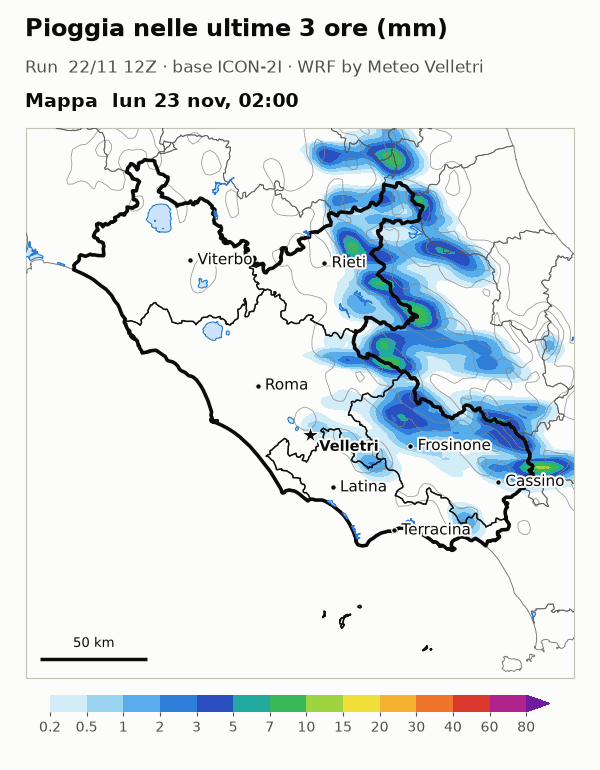 Pioggia nelle ultime 3 ore (mm)
Run 22/11 12Z · base ICON-2I · WRF by Meteo Velletri
Mappa lun 23 nov, 02:00
Viterbo
Rieti
Roma
Velletri
Frosinone
Latina
Cassino
Terracina
50 km
0.2 0.5 1 2 3 5 7 10 15 20 30 40 60 80